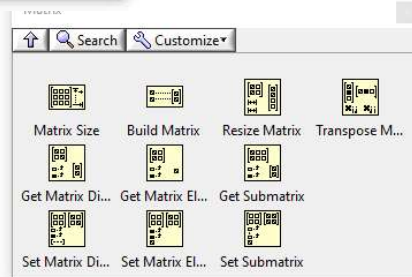 Matrix
Search Customize
Matrix Size Build Matrix Resize Matrix Transpose M...
Get Matrix Di... Get Matrix El... Get Submatrix
Set Matrix Di... Set Matrix El... Set Submatrix